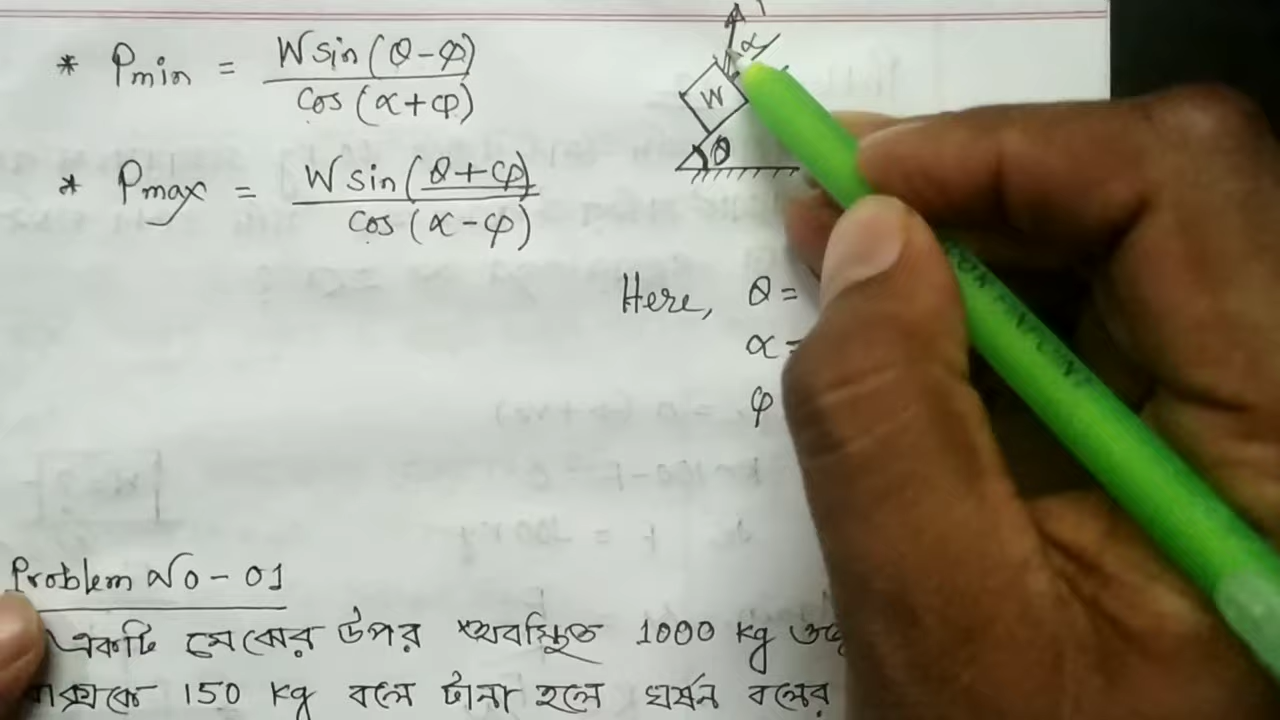 * Pmin = W sin (θ-φ) / cos (α+φ)
* Pmax = W sin (θ+φ) / cos (α-φ)
α
W
θ
Here, θ =
α =
φ
Problem No - 01
একটি মেঝের উপর অবস্থিত 1000 kg
150 kg বলে টানা হলে ঘর্ষন বলের